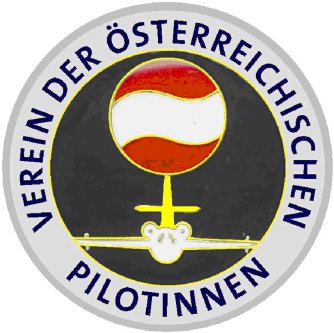 VEREIN DER ÖSTERREICHISCHEN
PILOTINNEN